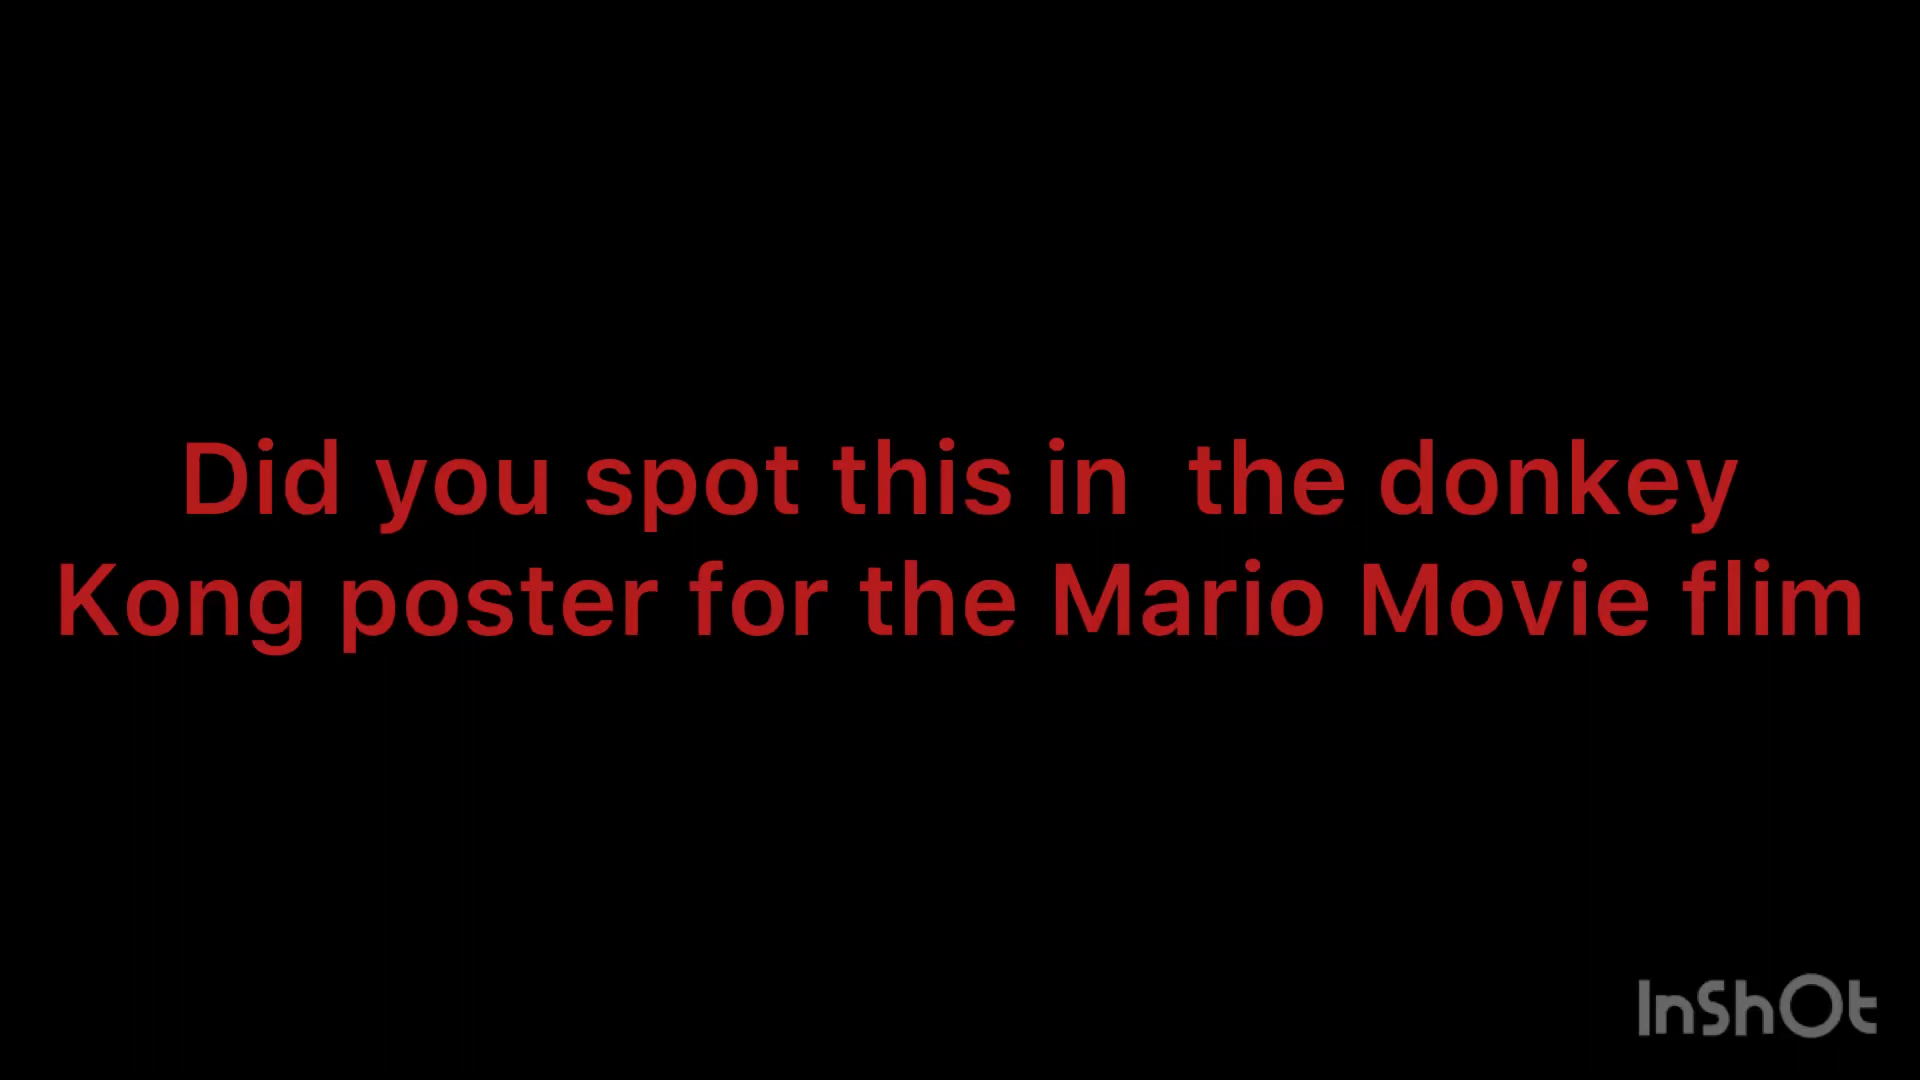 Did you spot this in  the donkey
Kong poster for the Mario Movie flim
InShOt